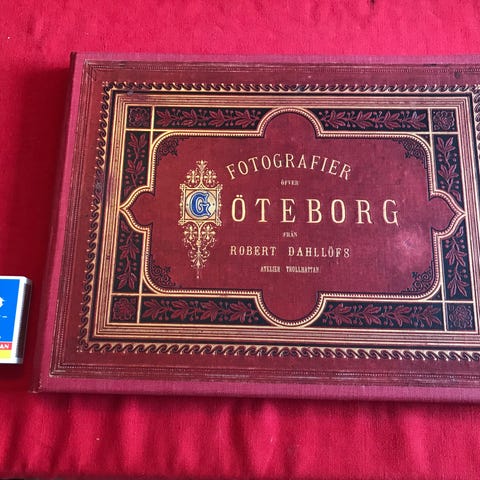 FOTOGRAFIER
ÖFVER
GÖTEBORG
FRÅN
ROBERT DAHLLÖFS
ATELIER TROLLHÄTTAN